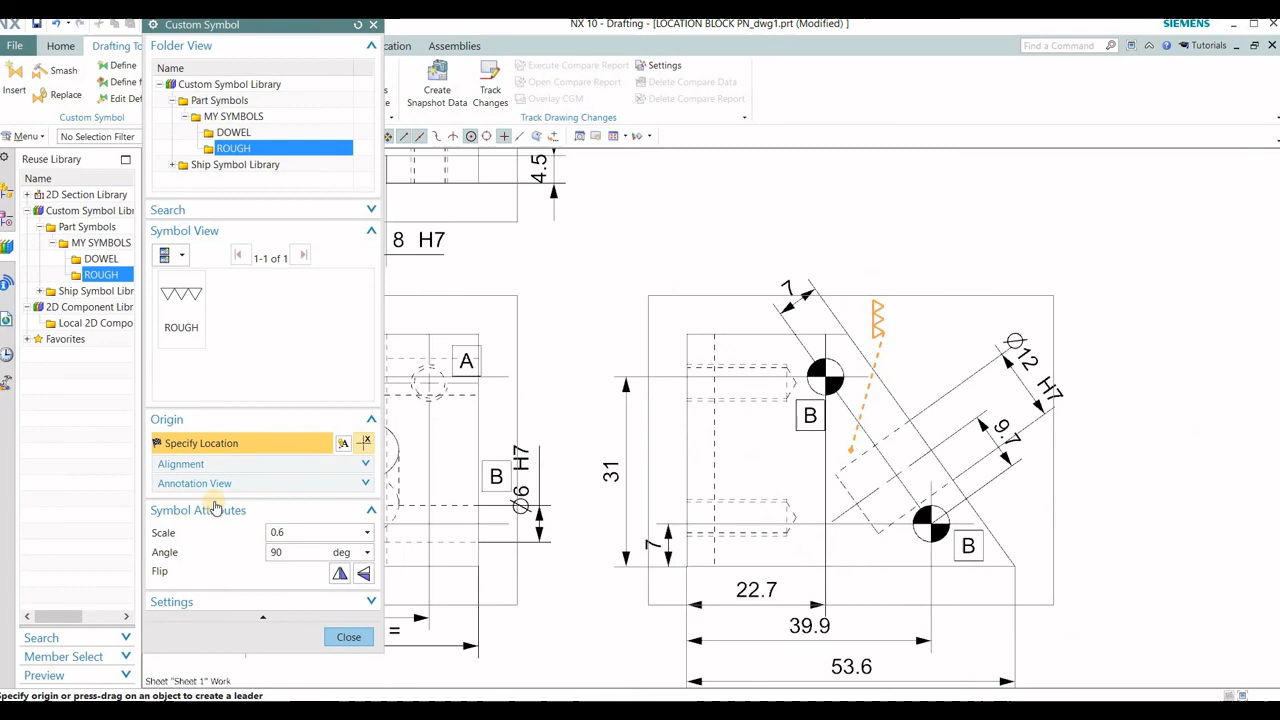 NX
Custom Symbol
NX 10 - Drafting - [LOCATION BLOCK PN_dwg1.prt (Modified) ]
SIEMENS
File
Home
Drafting To
Assemblies
Find a Command
Tutorials
Insert
Smash
Replace
Define
Define f
Edit Def
Custom Symbol
Create Snapshot Data
Track Changes
Execute Compare Report
Open Compare Report
Overlay CGM
Settings
Delete Compare Data
Delete Compare Report
Track Drawing Changes
Menu
No Selection Filter
Reuse Library
Name
2D Section Library
Custom Symbol Libr
Part Symbols
MY SYMBOLS
DOWEL
ROUGH
Ship Symbol Libra
2D Component Libr
Local 2D Compo
Favorites
Search
Member Select
Preview
Folder View
Name
Custom Symbol Library
Part Symbols
MY SYMBOLS
DOWEL
ROUGH
Ship Symbol Library
Search
Symbol View
1-1 of 1
ROUGH
Origin
Specify Location
Alignment
Annotation View
Symbol Attributes
Scale
0.6
Angle
90
deg
Flip
Settings
Close
4.5
8 H7
A
B
Ø6 H7
=
7
B
31
7
Ø12 H7
9.7
B
22.7
39.9
53.6
Sheet "Sheet 1" Work
Specify origin or press-drag on an object to create a leader